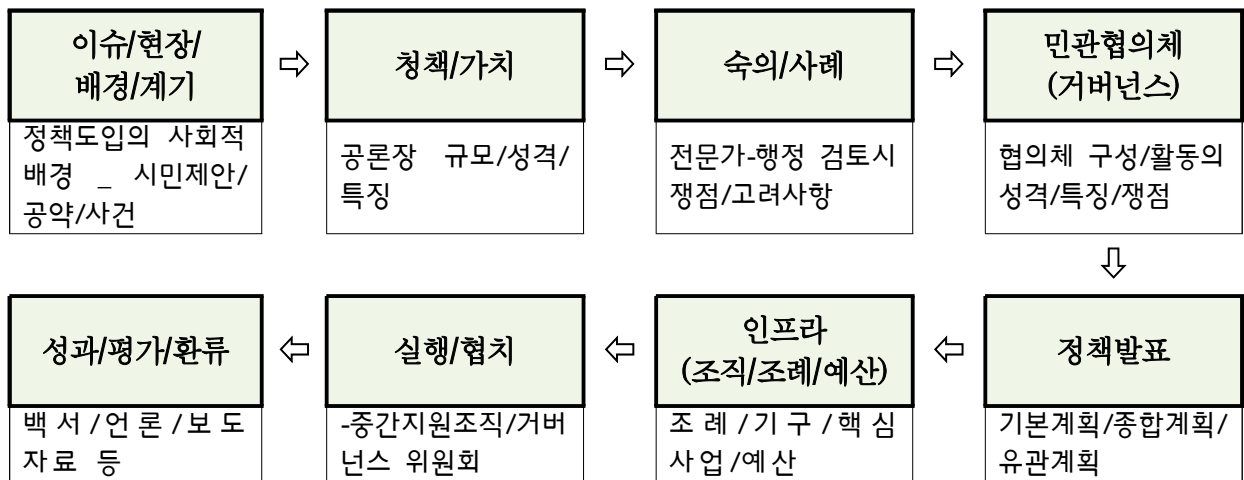 이슈/현장/
배경/계기
⇨
청책/가치
⇨
숙의/사례
⇨
민관협의체
(거버넌스)
정책도입의 사회적
배경 _ 시민제안/
공약/사건
공론장 규모/성격/
특징
전문가-행정 검토시
쟁점/고려사항
협의체 구성/활동의
성격/특징/쟁점
⇩
성과/평가/환류
⇦
실행/협치
⇦
인프라
(조직/조례/예산)
⇦
정책발표
백서/언론/보도
자료 등
-중간지원조직/거버
넌스 위원회
조례/기구/핵심
사업/예산
기본계획/종합계획/
유관계획